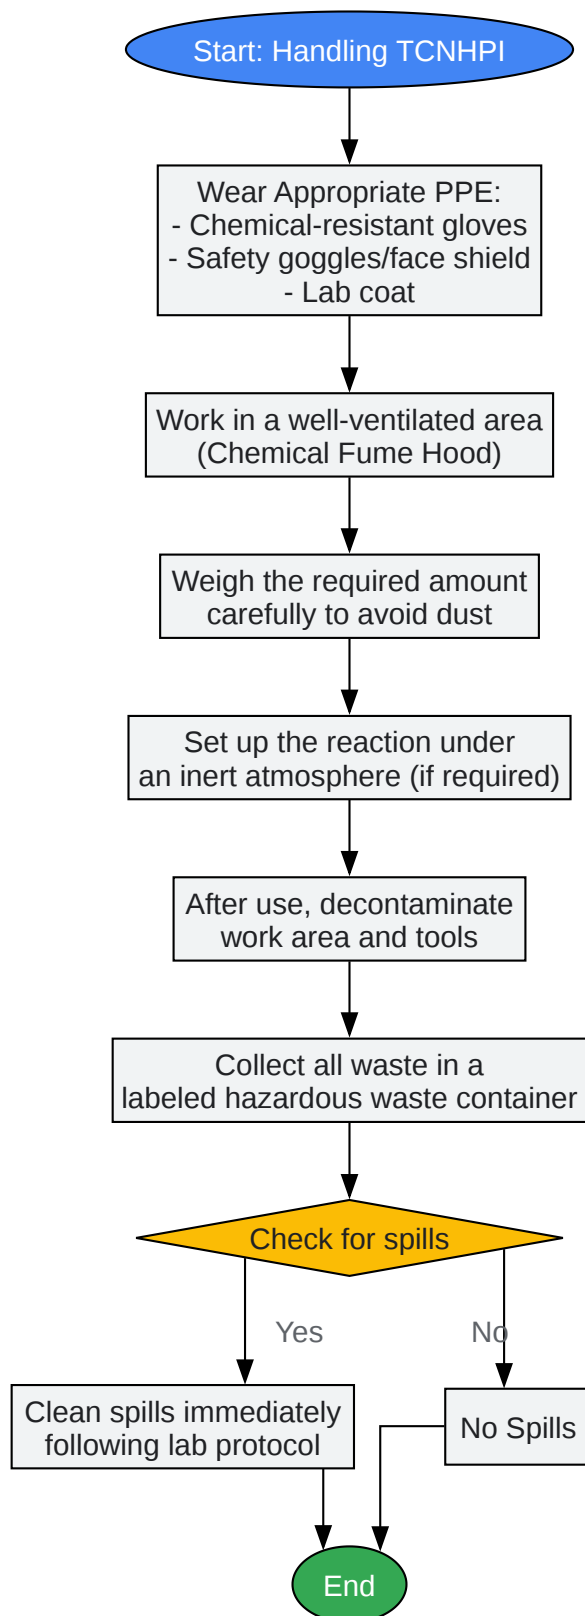 Start: Handling TCNHPI
Wear Appropriate PPE:
- Chemical-resistant gloves
- Safety goggles/face shield
- Lab coat
Work in a well-ventilated area
(Chemical Fume Hood)
Weigh the required amount
carefully to avoid dust
Set up the reaction under
an inert atmosphere (if required)
After use, decontaminate
work area and tools
Collect all waste in a
labeled hazardous waste container
Check for spills
Yes
No
Clean spills immediately
following lab protocol
No Spills
End